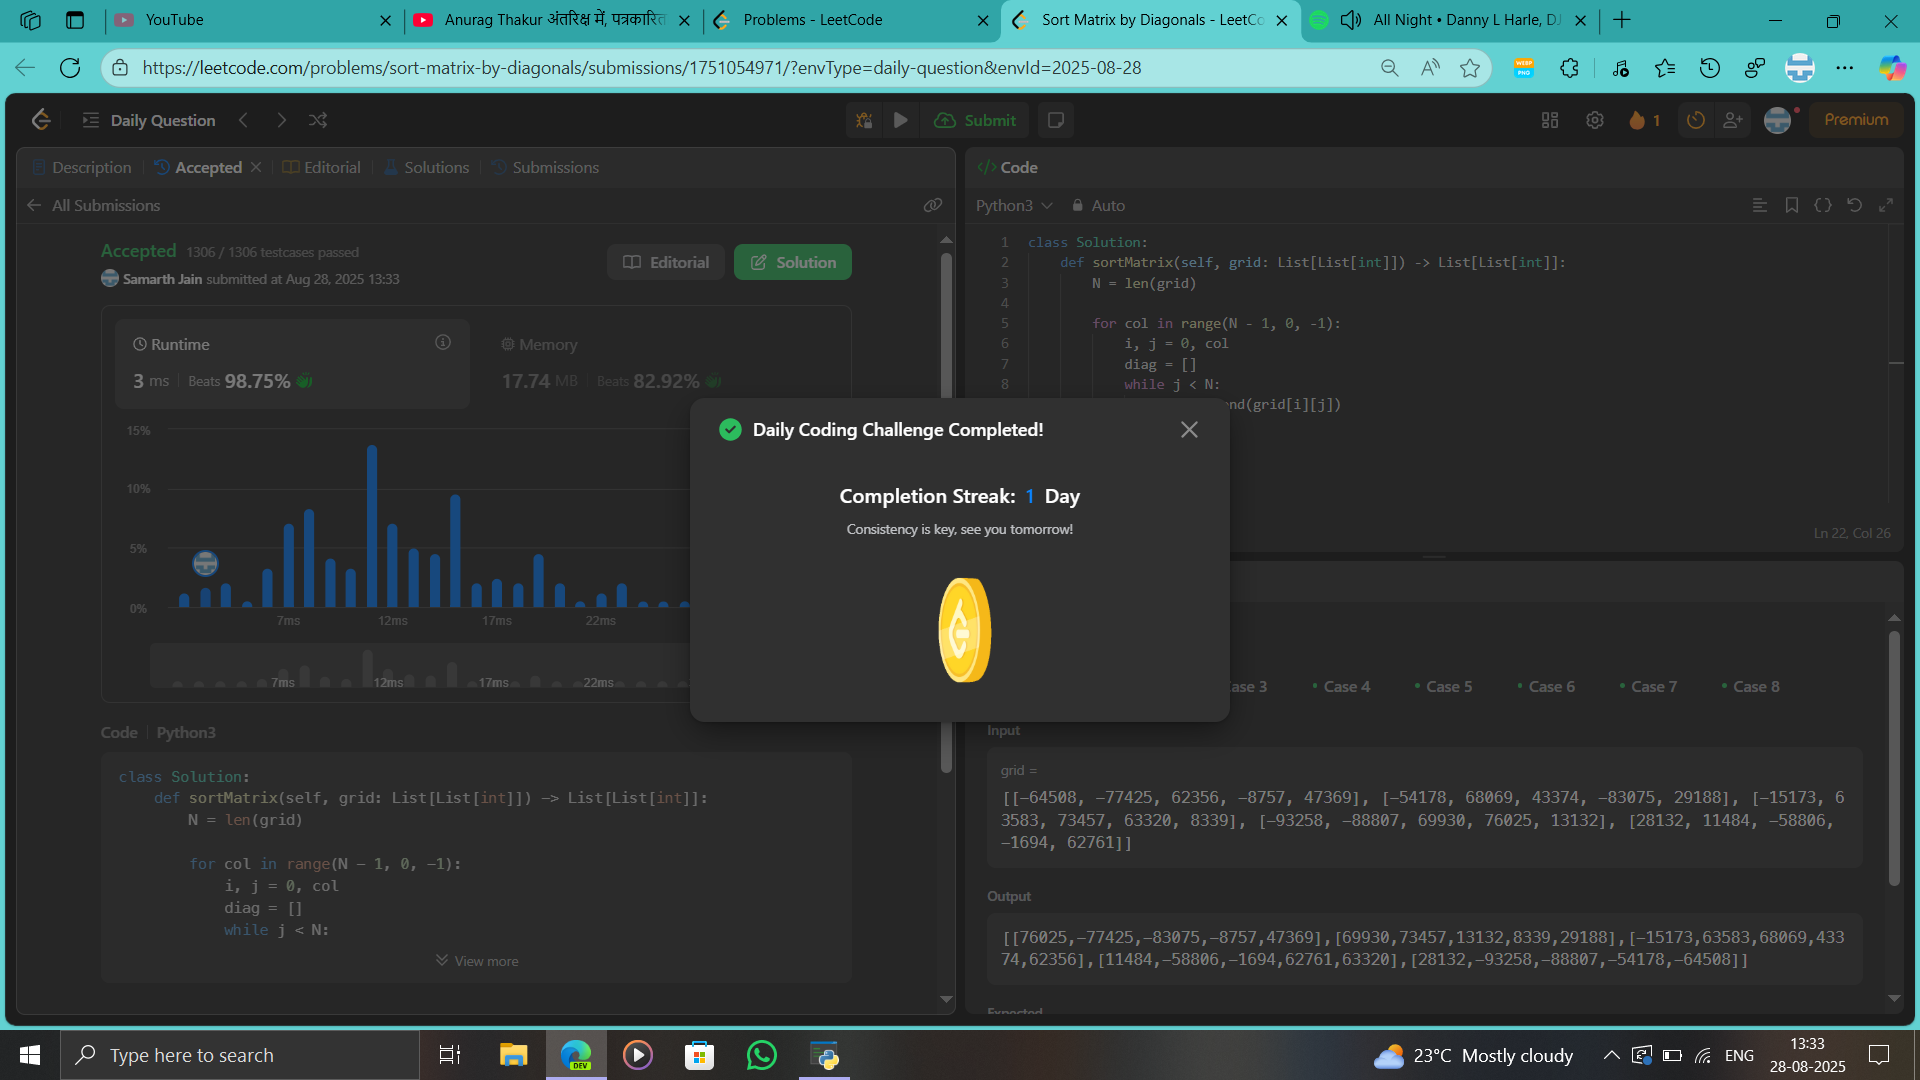 YouTube
Anurag Thakur अंतरिक्ष में, पत्रकारित
Problems - LeetCode
Sort Matrix by Diagonals - LeetCo
All Night • Danny L Harle, DJ
https://leetcode.com/problems/sort-matrix-by-diagonals/submissions/1751054971/?envType=daily-question&envId=2025-08-28
Daily Question
Submit
1
Premium
Description
Accepted
Editorial
Solutions
Submissions
All Submissions
Accepted 1306 / 1306 testcases passed
Samarth Jain submitted at Aug 28, 2025 13:33
Editorial
Solution
Runtime
3 ms Beats 98.75%
Memory
17.74 MB Beats 82.92%
15%
10%
5%
0%
7ms 12ms 17ms 22ms
7ms 12ms 17ms 22ms
Code Python3
class Solution:
def sortMatrix(self, grid: List[List[int]]) -> List[List[int]]:
N = len(grid)
for col in range(N - 1, 0, -1):
i, j = 0, col
diag = []
while j < N:
View more
Code
Python3 Auto
1 class Solution:
2 def sortMatrix(self, grid: List[List[int]]) -> List[List[int]]:
3 N = len(grid)
4
5 for col in range(N - 1, 0, -1):
6 i, j = 0, col
7 diag = []
8 while j < N:
nd(grid[i][j])
Ln 22, Col 26
Daily Coding Challenge Completed!
Completion Streak: 1 Day
Consistency is key, see you tomorrow!
ase 3 • Case 4 • Case 5 • Case 6 • Case 7 • Case 8
Input
grid =
[[-64508, -77425, 62356, -8757, 47369], [-54178, 68069, 43374, -83075, 29188], [-15173, 6
3583, 73457, 63320, 8339], [-93258, -88807, 69930, 76025, 13132], [28132, 11484, -58806,
-1694, 62761]]
Output
[[76025,-77425,-83075,-8757,47369],[69930,73457,13132,8339,29188],[-15173,63583,68069,433
74,62356],[11484,-58806,-1694,62761,63320],[28132,-93258,-88807,-54178,-64508]]
Expected
Type here to search
DEV
23°C Mostly cloudy
ENG
13:33
28-08-2025